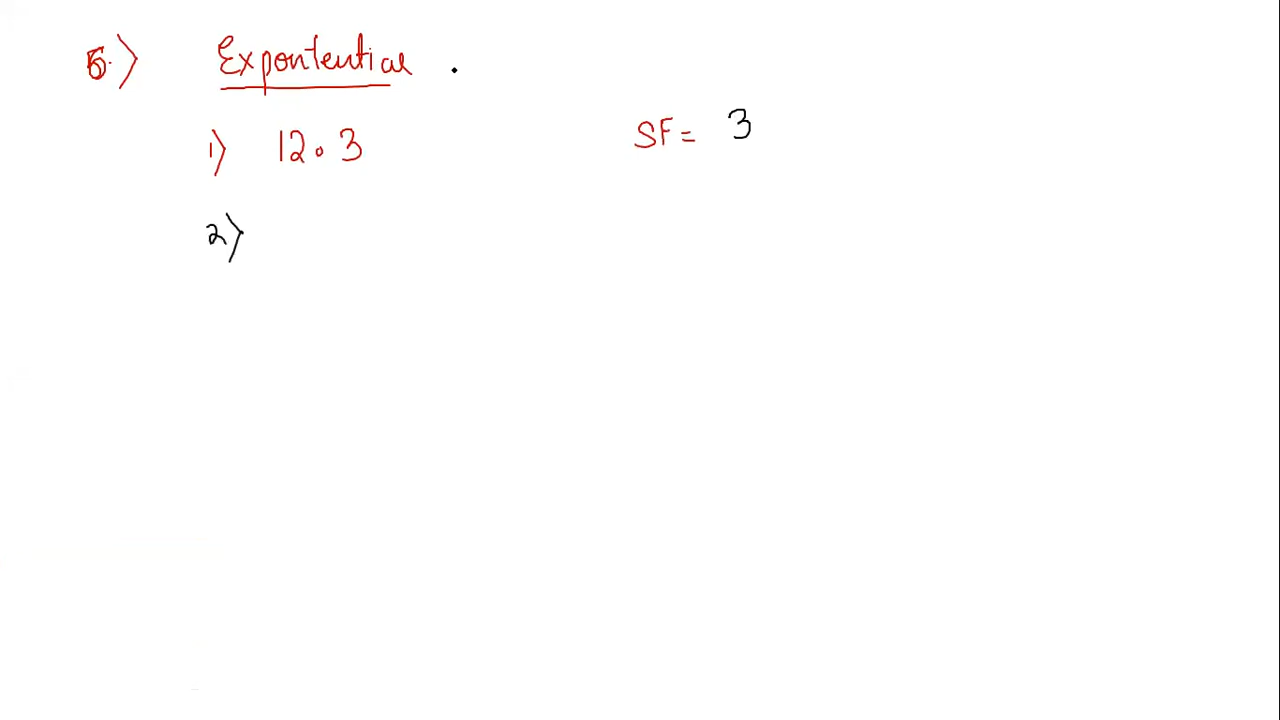 5.) Expontential .
1) 12.3 SF = 3
2)